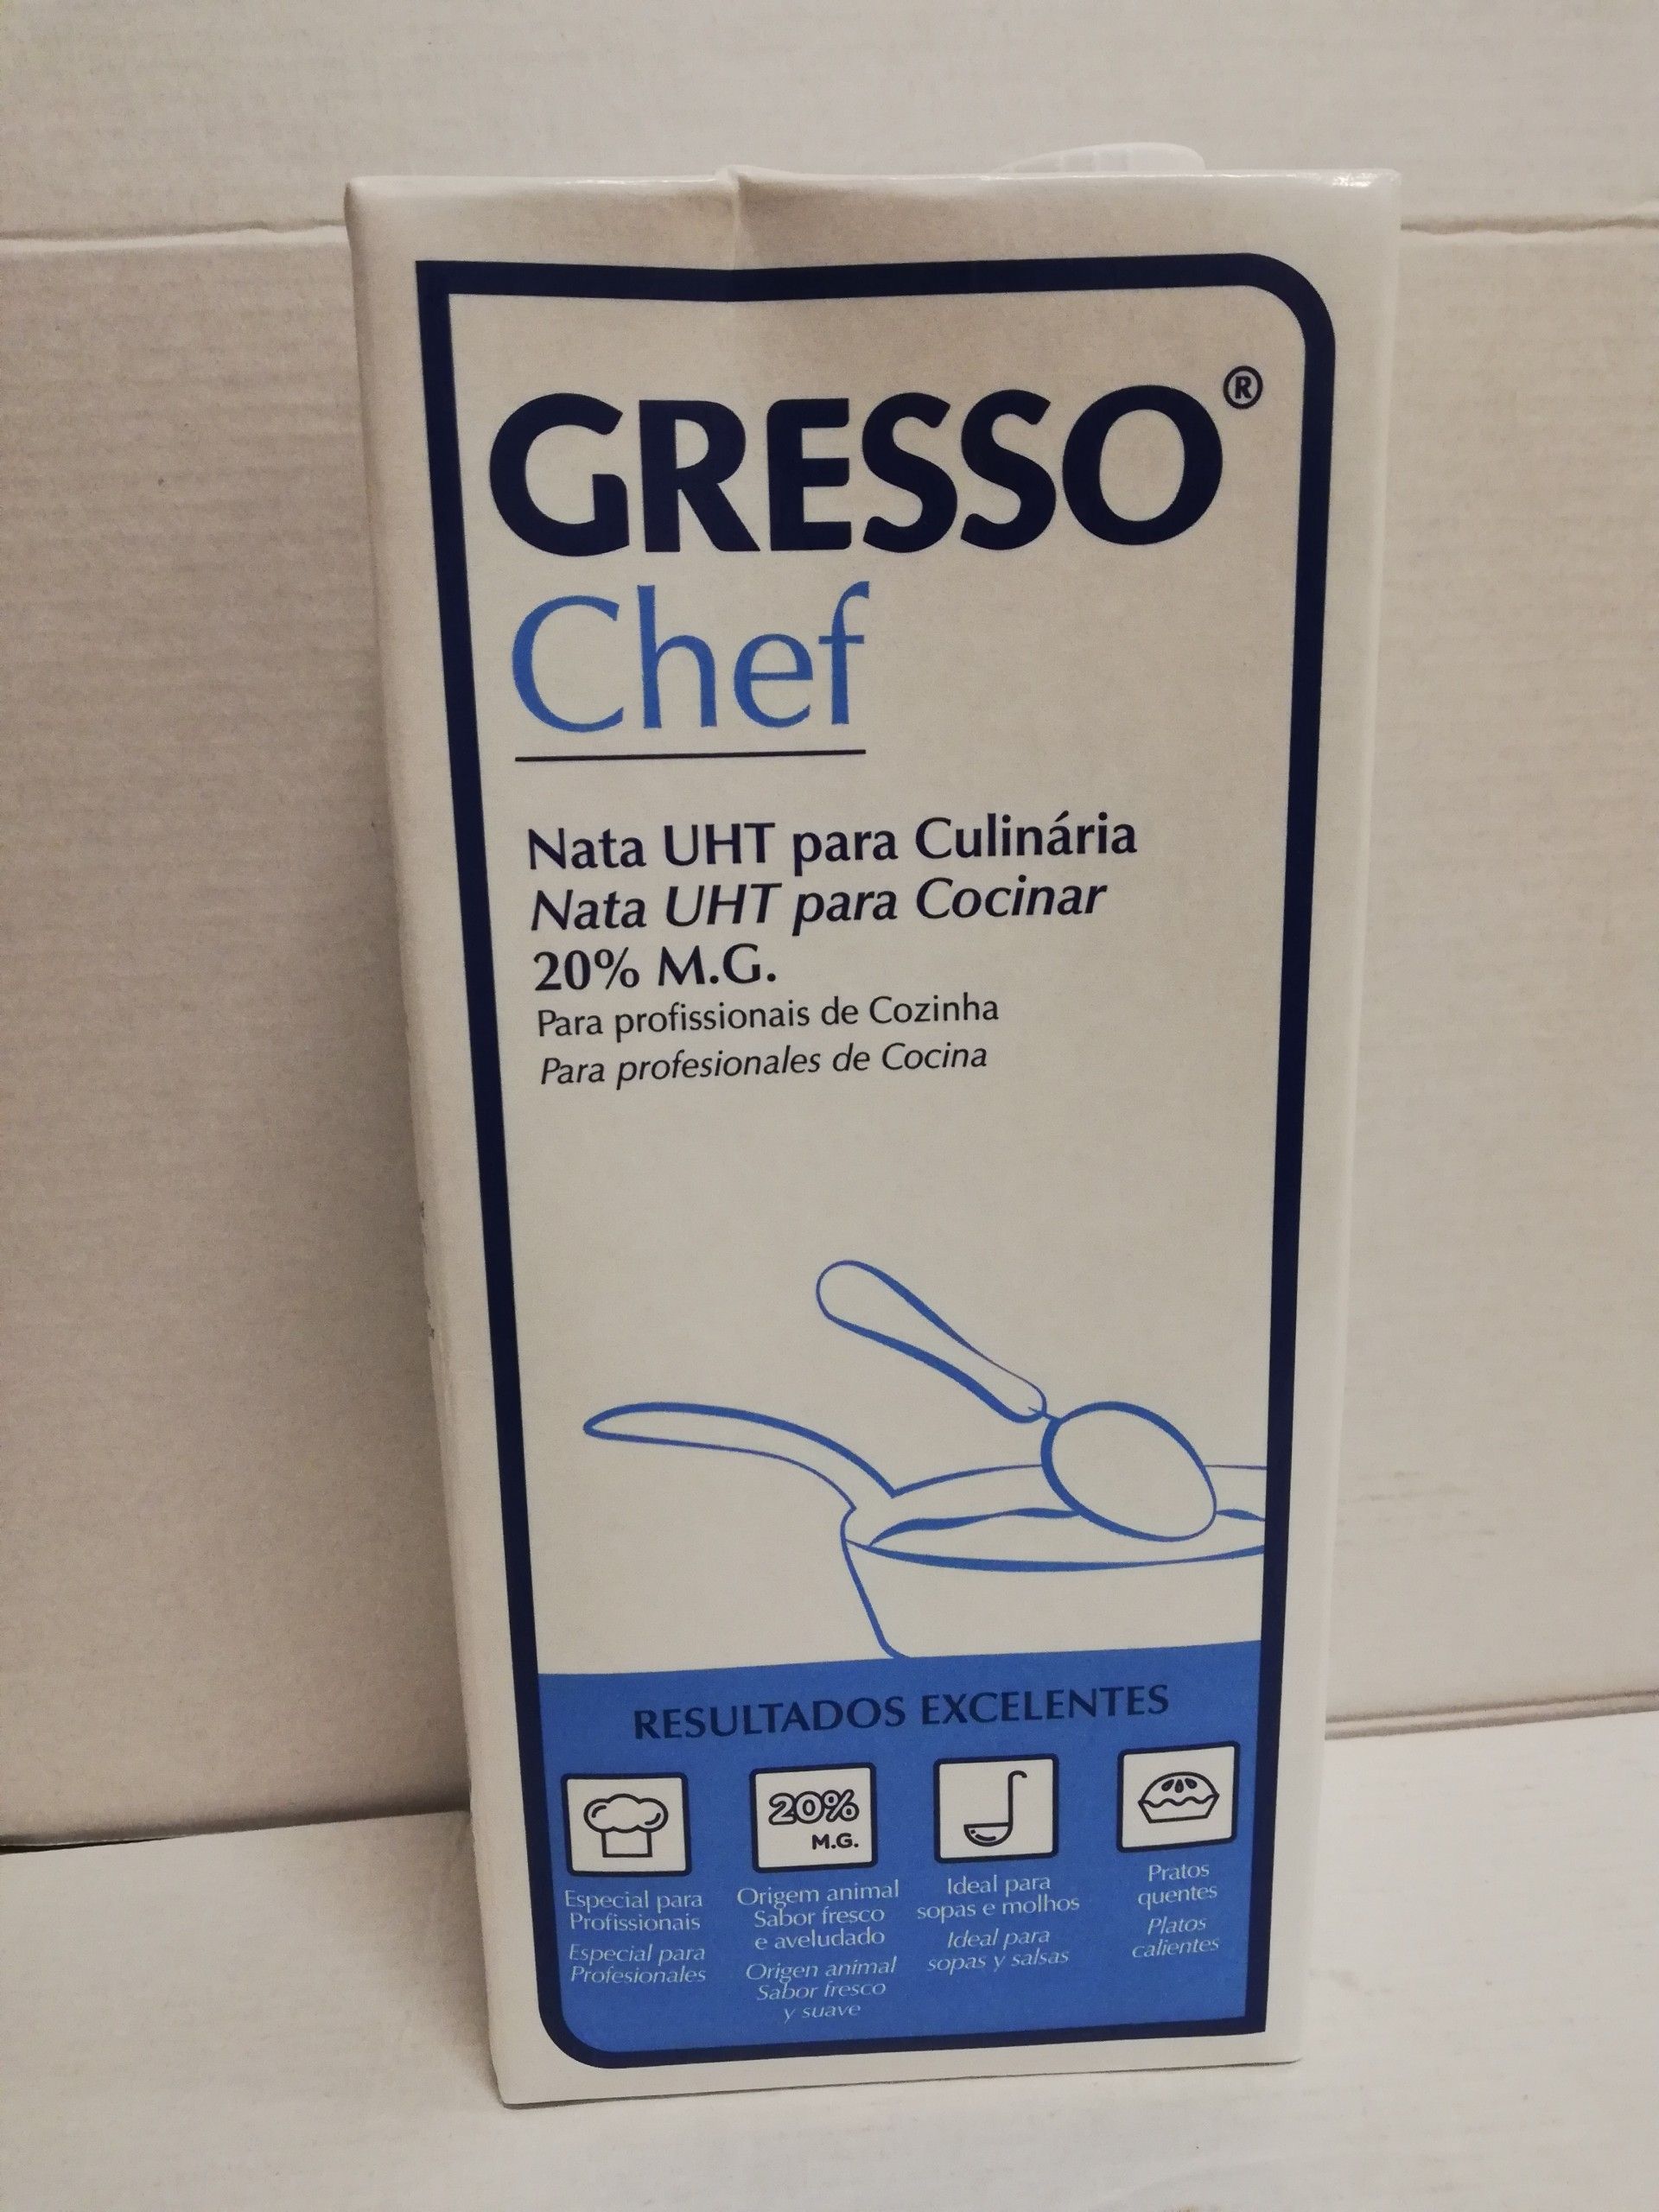 GRESSO®
Chef
Nata UHT para Culinária
Nata UHT para Cocinar
20% M.G.
Para profissionais de Cozinha
Para profesionales de Cocina
RESULTADOS EXCELENTES
20%
M.G.
Especial para
Profissionais
Especial para
Profesionales
Origem animal
Sabor fresco
e aveludado
Origen animal
Sabor fresco
y suave
Ideal para
sopas e molhos
Ideal para
sopas y salsas
Pratos
quentes
Platos
calientes